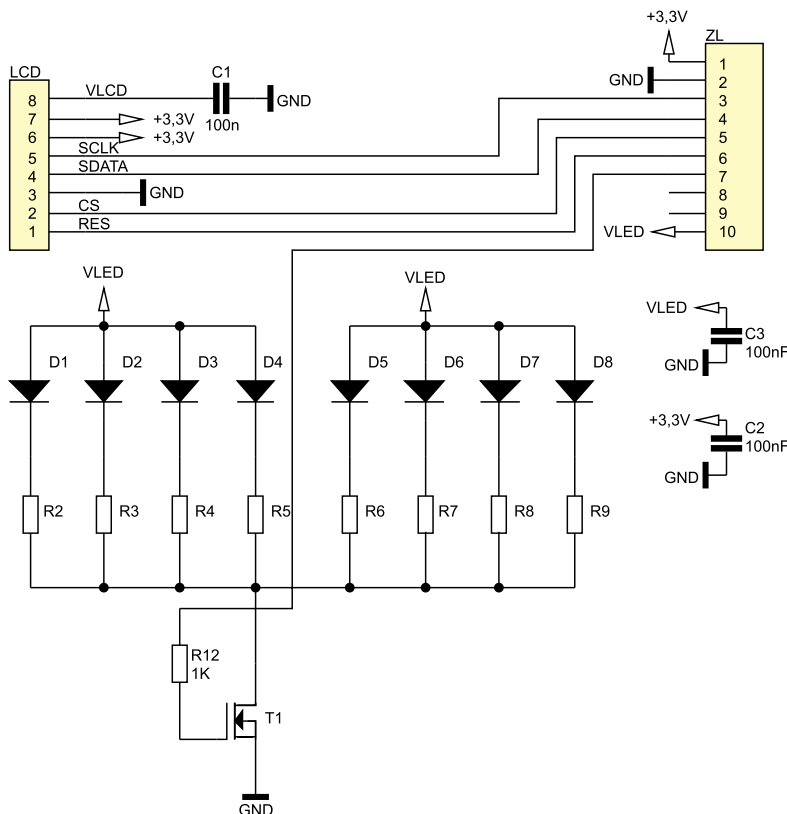 +3,3V
LCD
ZL
8 VLCD C1 100n GND
7 +3,3V
6 +3,3V
5 SCLK
4 SDATA
3 GND
2 CS
1 RES
GND
1
2
3
4
5
6
7
8
9
VLED 10
VLED
VLED
D1 D2 D3 D4 D5 D6 D7 D8
R2 R3 R4 R5 R6 R7 R8 R9
VLED
C3
100nF
GND
+3,3V
C2
100nF
GND
R12
1K
T1
GND